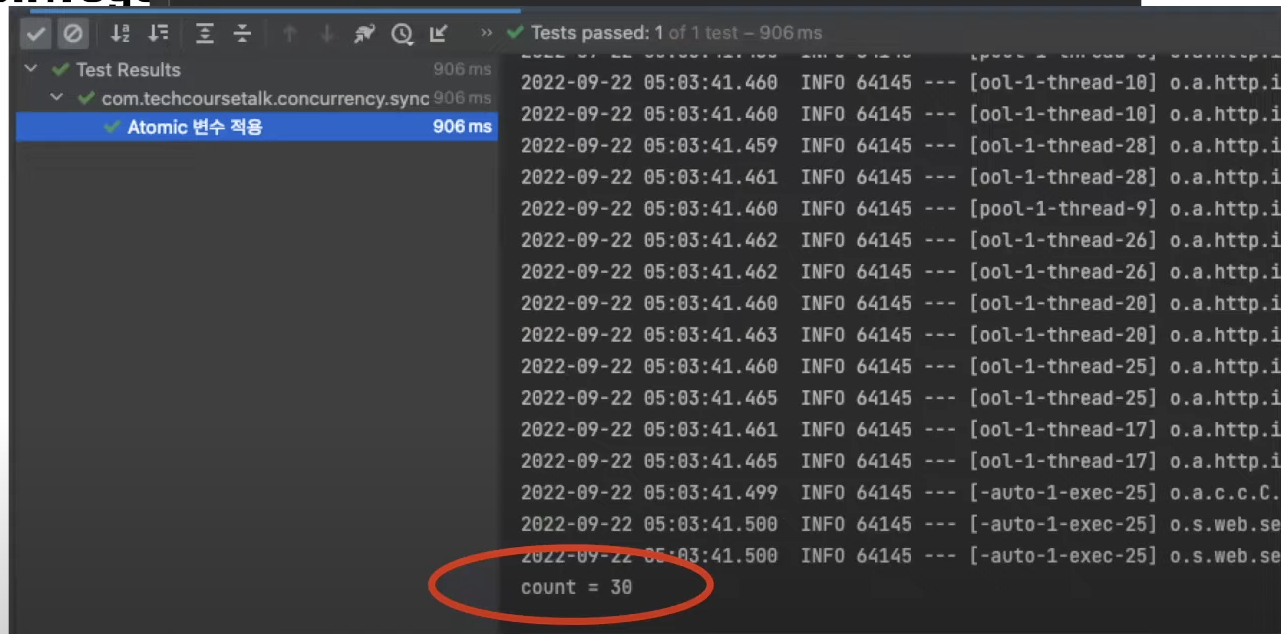 Tests passed: 1 of 1 test – 906 ms
Test Results 906 ms
com.techcoursetalk.concurrency.sync 906 ms
Atomic 변수 적용 906 ms
2022-09-22 05:03:41.460 INFO 64145 --- [ool-1-thread-10] o.a.http.i
2022-09-22 05:03:41.460 INFO 64145 --- [ool-1-thread-10] o.a.http.i
2022-09-22 05:03:41.459 INFO 64145 --- [ool-1-thread-28] o.a.http.i
2022-09-22 05:03:41.461 INFO 64145 --- [ool-1-thread-28] o.a.http.i
2022-09-22 05:03:41.460 INFO 64145 --- [pool-1-thread-9] o.a.http.i
2022-09-22 05:03:41.462 INFO 64145 --- [ool-1-thread-26] o.a.http.i
2022-09-22 05:03:41.462 INFO 64145 --- [ool-1-thread-26] o.a.http.i
2022-09-22 05:03:41.460 INFO 64145 --- [ool-1-thread-20] o.a.http.i
2022-09-22 05:03:41.463 INFO 64145 --- [ool-1-thread-20] o.a.http.i
2022-09-22 05:03:41.460 INFO 64145 --- [ool-1-thread-25] o.a.http.i
2022-09-22 05:03:41.465 INFO 64145 --- [ool-1-thread-25] o.a.http.i
2022-09-22 05:03:41.461 INFO 64145 --- [ool-1-thread-17] o.a.http.i
2022-09-22 05:03:41.465 INFO 64145 --- [ool-1-thread-17] o.a.http.i
2022-09-22 05:03:41.499 INFO 64145 --- [-auto-1-exec-25] o.a.c.c.C.
2022-09-22 05:03:41.500 INFO 64145 --- [-auto-1-exec-25] o.s.web.se
2022-09-22 05:03:41.500 INFO 64145 --- [-auto-1-exec-25] o.s.web.se
count = 30